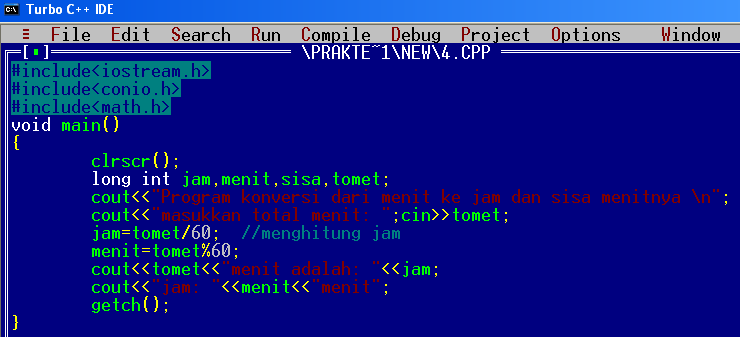 Turbo C++ IDE
≡ File Edit Search Run Compile Debug Project Options Window
[■] \PRAKTE~1\NEW\4.CPP
#include<iostream.h>
#include<conio.h>
#include<math.h>
void main()
{
clrscr();
long int jam,menit,sisa,tomet;
cout<<"Program konversi dari menit ke jam dan sisa menitnya \n";
cout<<"masukkan total menit: ";cin>>tomet;
jam=tomet/60; //menghitung jam
menit=tomet%60;
cout<<tomet<<"menit adalah: "<<jam;
cout<<"jam: "<<menit<<"menit";
getch();
}